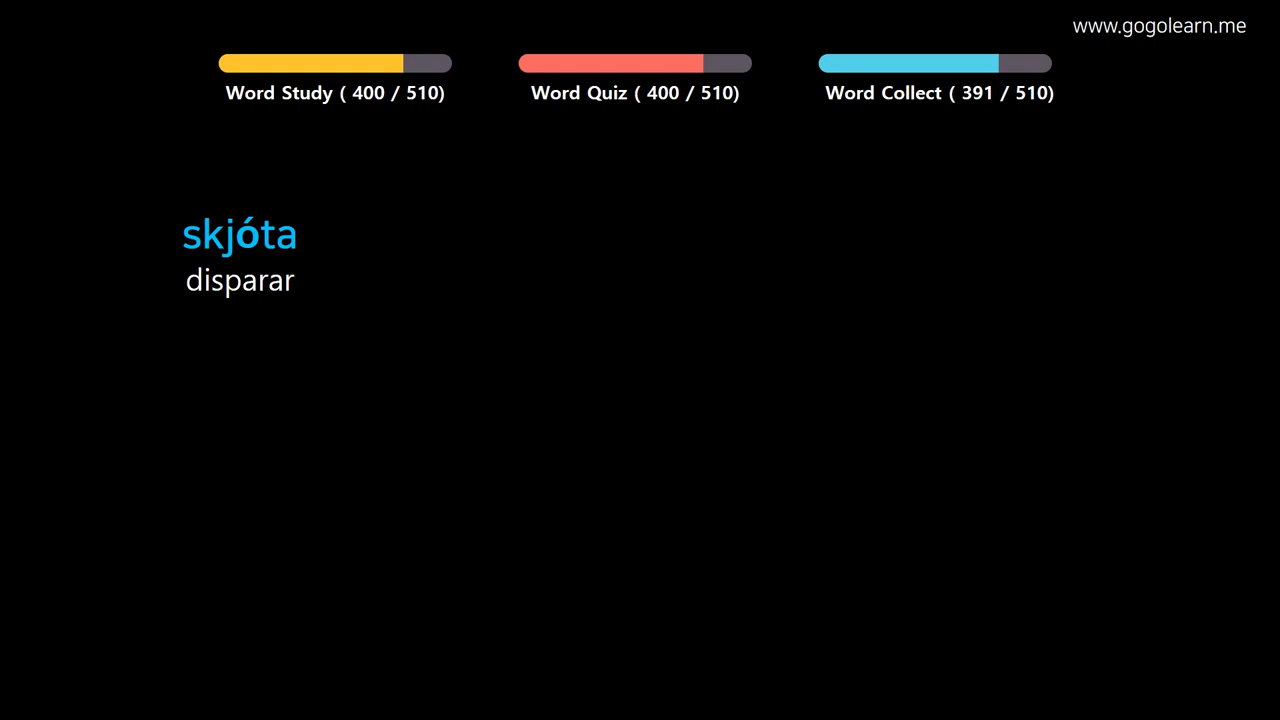 www.gogolearn.me
Word Study ( 400 / 510)
Word Quiz ( 400 / 510)
Word Collect ( 391 / 510)
skjóta
disparar